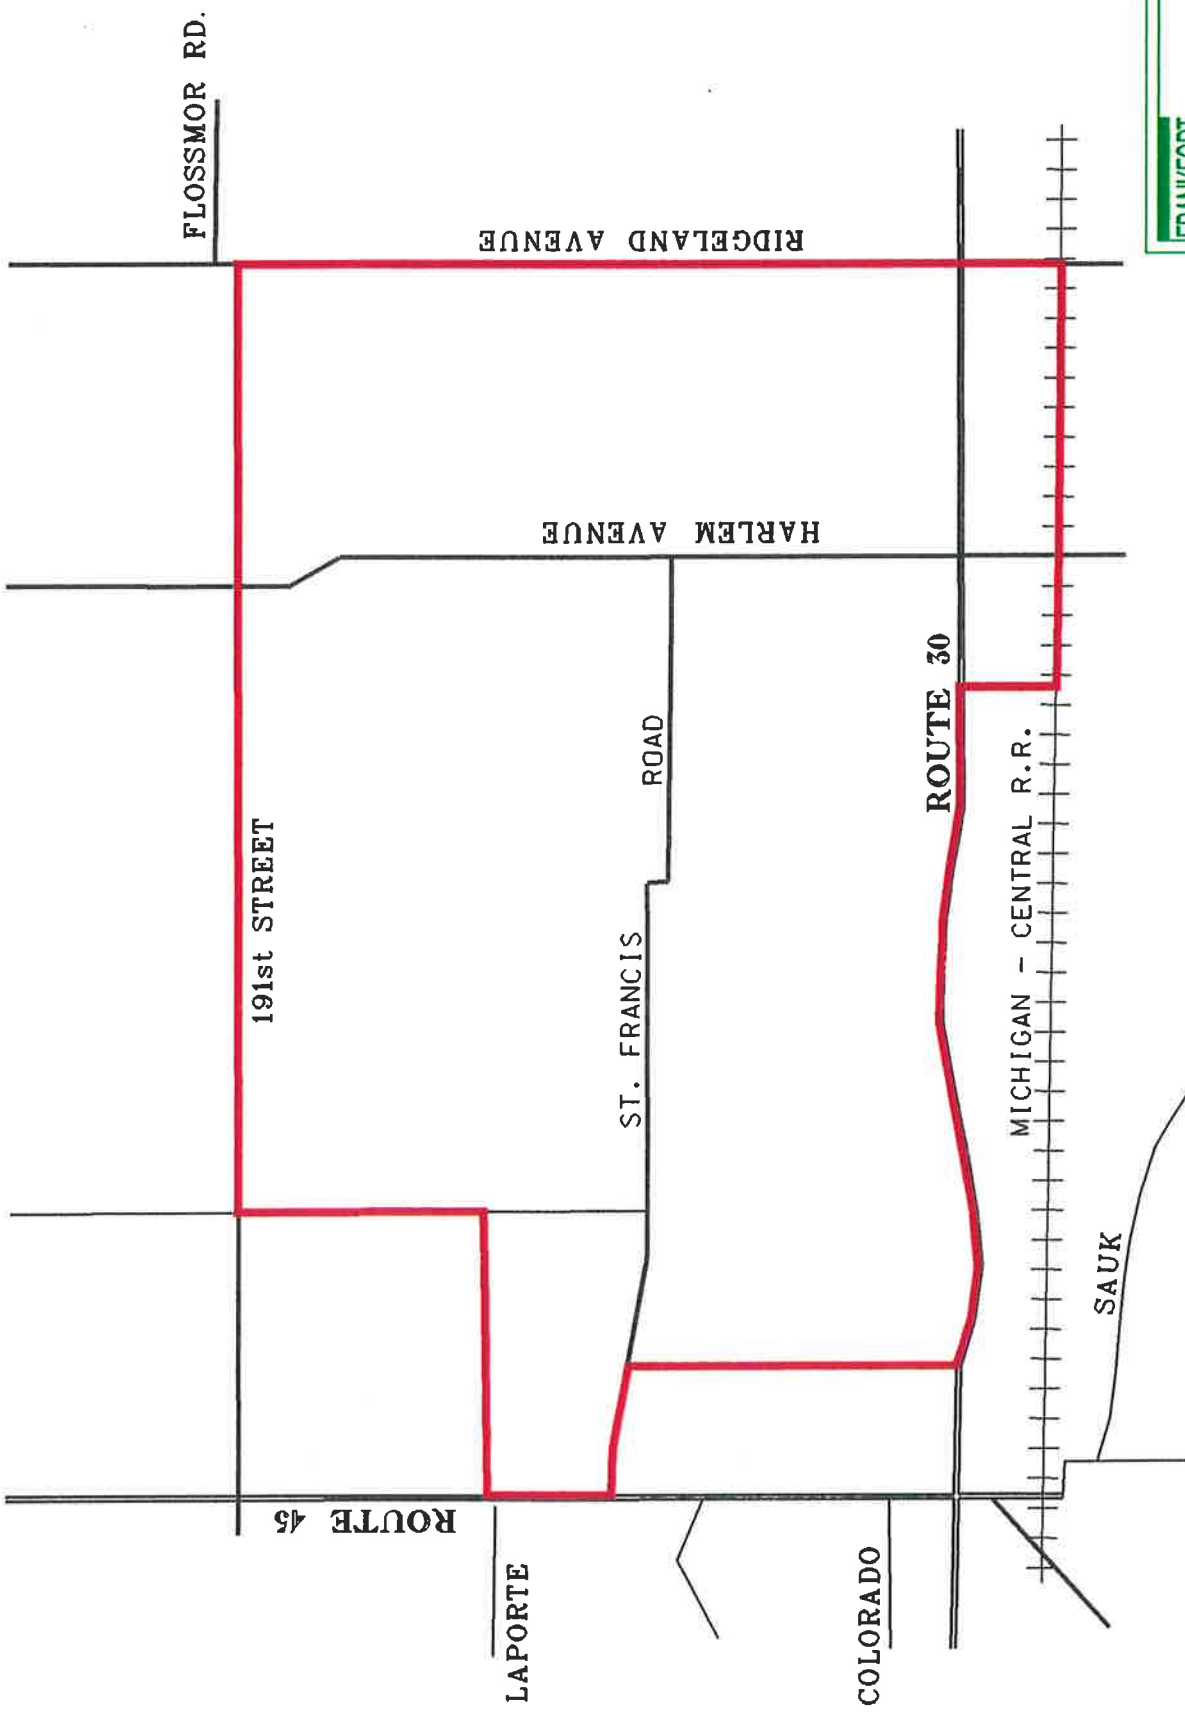 FLOSSMOR RD.
RIDGELAND AVENUE
HARLEM AVENUE
191st STREET
ST. FRANCIS ROAD
ROUTE 30
MICHIGAN - CENTRAL R.R.
SAUK
ROUTE 45
LAPORTE
COLORADO
FRANKFORT